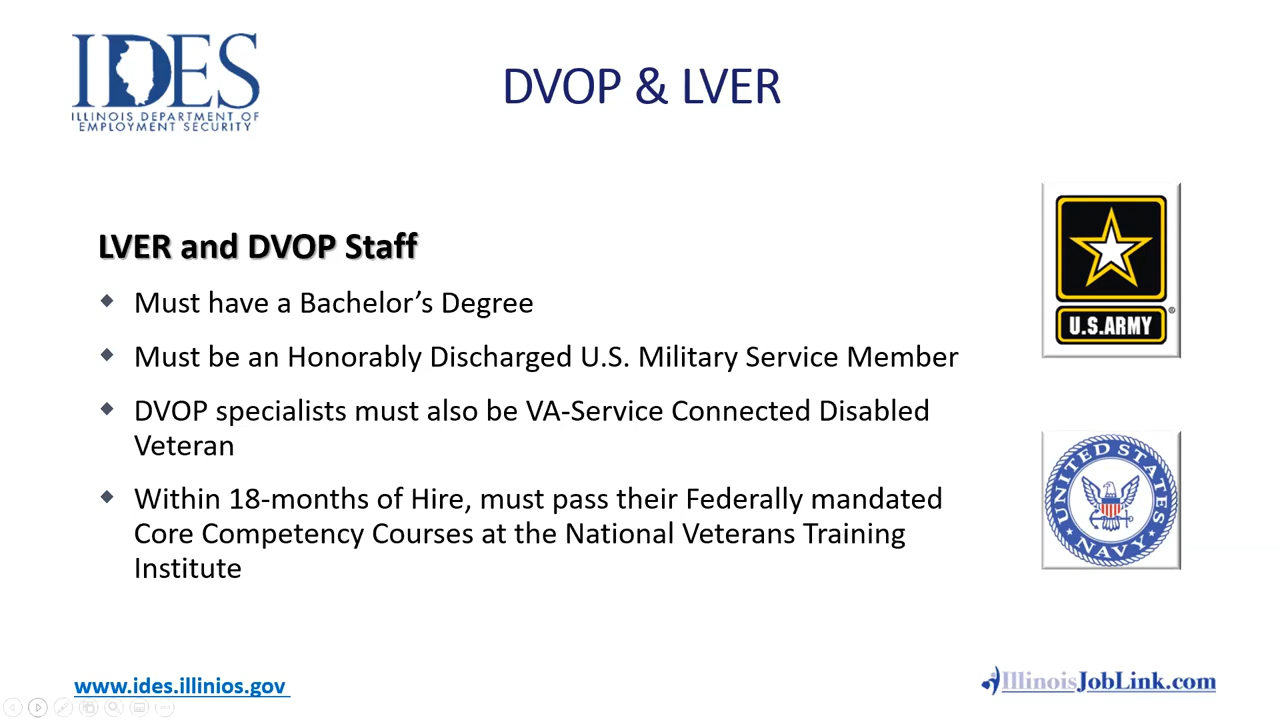 IDES
ILLINOIS DEPARTMENT OF
EMPLOYMENT SECURITY
DVOP & LVER
LVER and DVOP Staff
Must have a Bachelor's Degree
Must be an Honorably Discharged U.S. Military Service Member
DVOP specialists must also be VA-Service Connected Disabled
Veteran
Within 18-months of Hire, must pass their Federally mandated
Core Competency Courses at the National Veterans Training
Institute
U.S.ARMY
®
UNITED STATES
NAVY
www.ides.illinios.gov
IllinoisJobLink.com